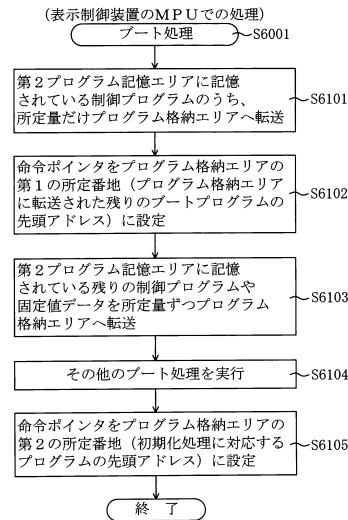 （表示制御装置のＭＰＵでの処理）
ブート処理
S6001
第２プログラム記憶エリアに記憶
されている制御プログラムのうち、
所定量だけプログラム格納エリアへ転送
S6101
命令ポインタをプログラム格納エリアの
第１の所定番地（プログラム格納エリア
に転送された残りのブートプログラムの
先頭アドレス）に設定
S6102
第２プログラム記憶エリアに記憶
されている残りの制御プログラムや
固定値データを所定量ずつプログラム
格納エリアへ転送
S6103
その他のブート処理を実行
S6104
命令ポインタをプログラム格納エリアの
第２の所定番地（初期化処理に対応する
プログラムの先頭アドレス）に設定
S6105
終 了